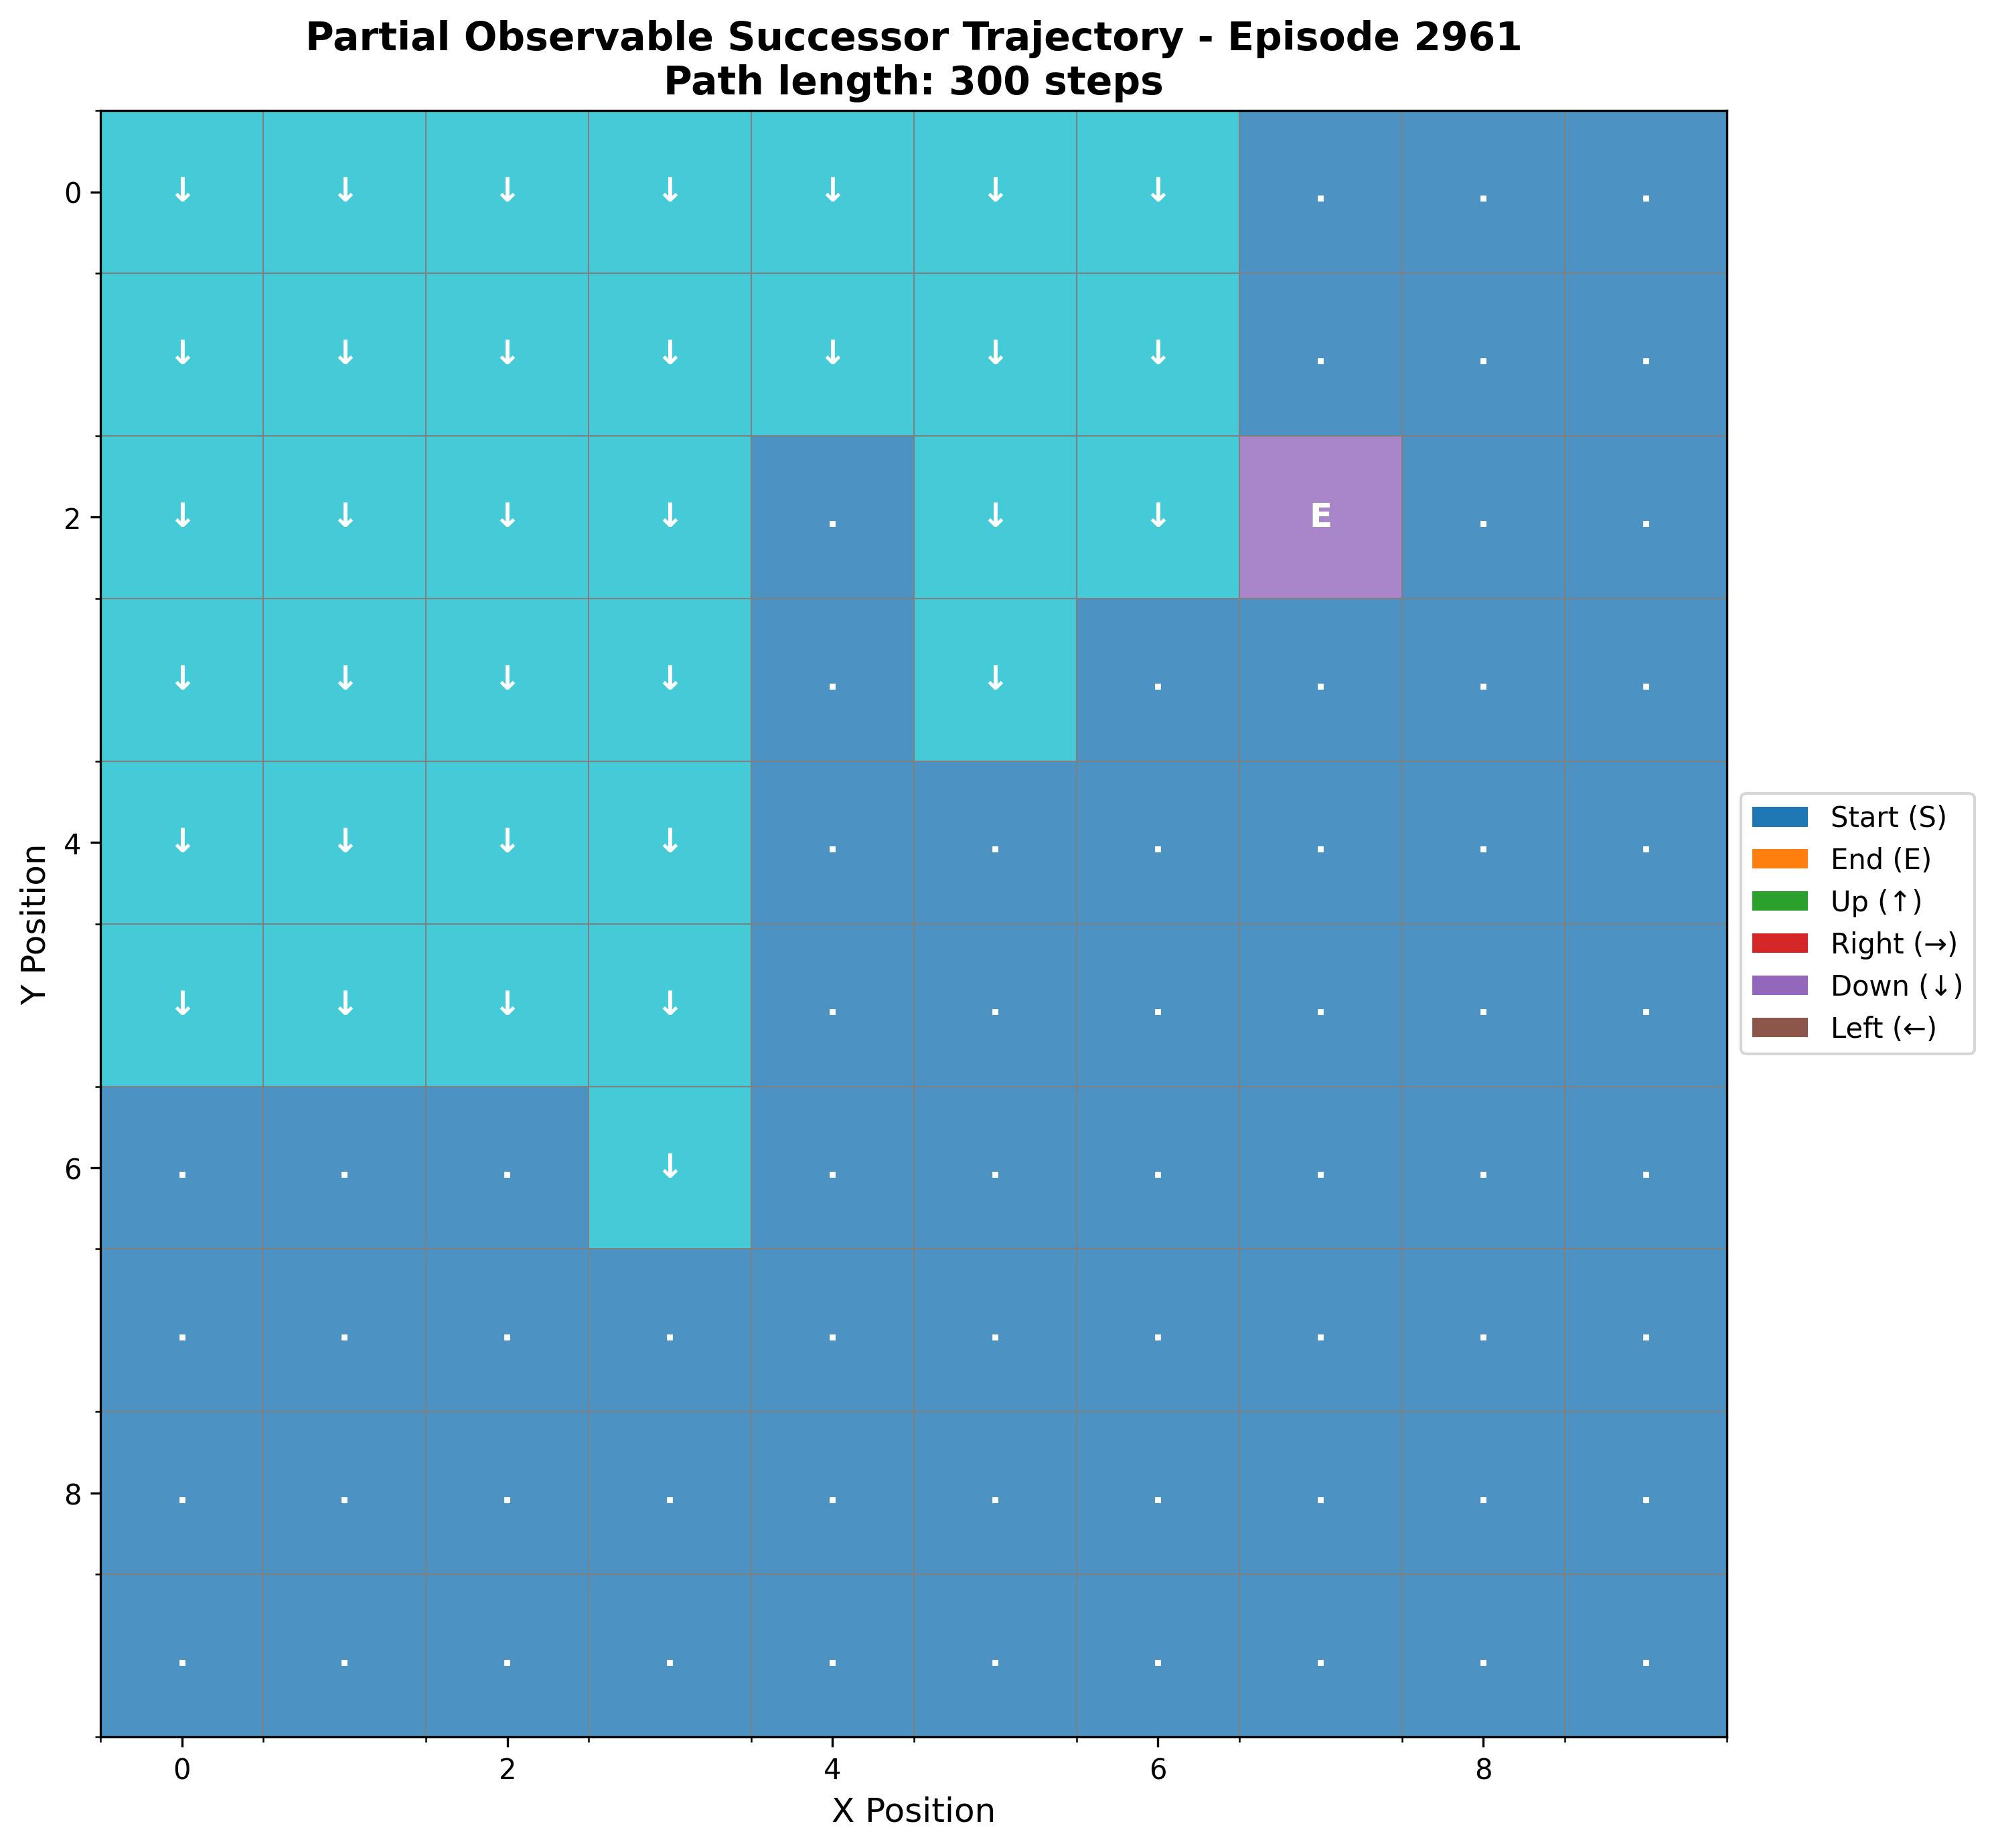 Partial Observable Successor Trajectory - Episode 2961
Path length: 300 steps
0 ↓ ↓ ↓ ↓ ↓ ↓ ↓ . . .
↓ ↓ ↓ ↓ ↓ ↓ ↓ . . .
2 ↓ ↓ ↓ ↓ . ↓ ↓ E . .
↓ ↓ ↓ ↓ . ↓ . . . .
4 ↓ ↓ ↓ ↓ . . . . . .
↓ ↓ ↓ ↓ . . . . . .
6 . . . ↓ . . . . . .
. . . . . . . . . .
8 . . . . . . . . . .
. . . . . . . . . .
0 2 4 6 8
X Position
Y Position
Start (S)
End (E)
Up (↑)
Right (→)
Down (↓)
Left (←)